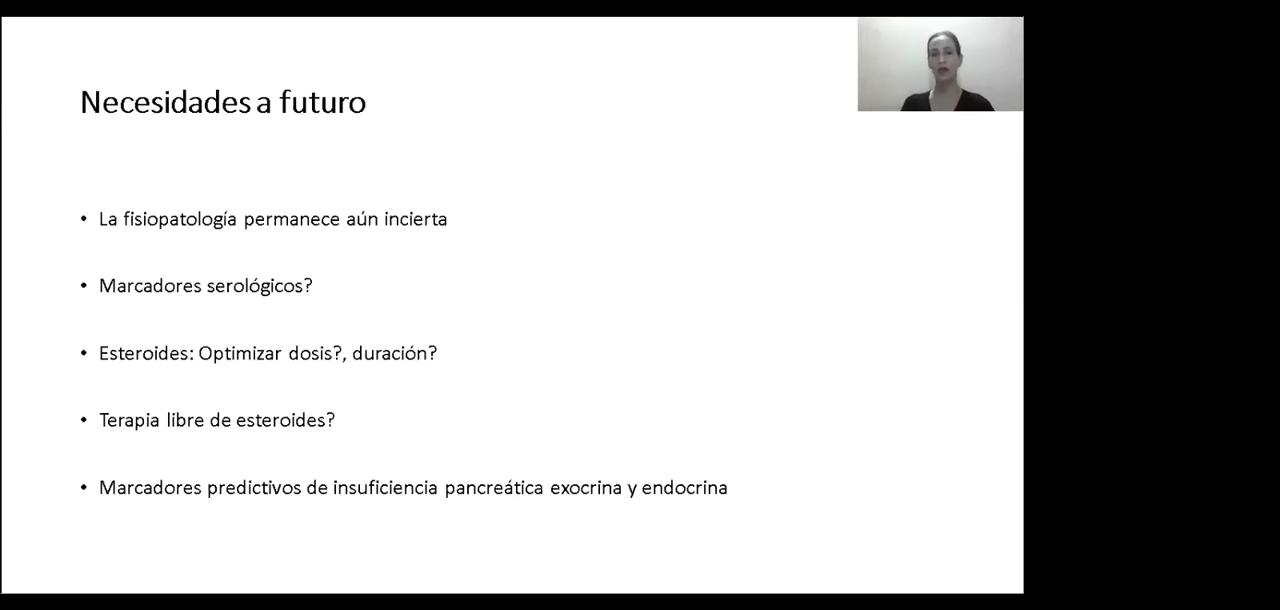 Necesidades a futuro
• La fisiopatología permanece aún incierta
• Marcadores serológicos?
• Esteroides: Optimizar dosis?, duración?
• Terapia libre de esteroides?
• Marcadores predictivos de insuficiencia pancreática exocrina y endocrina